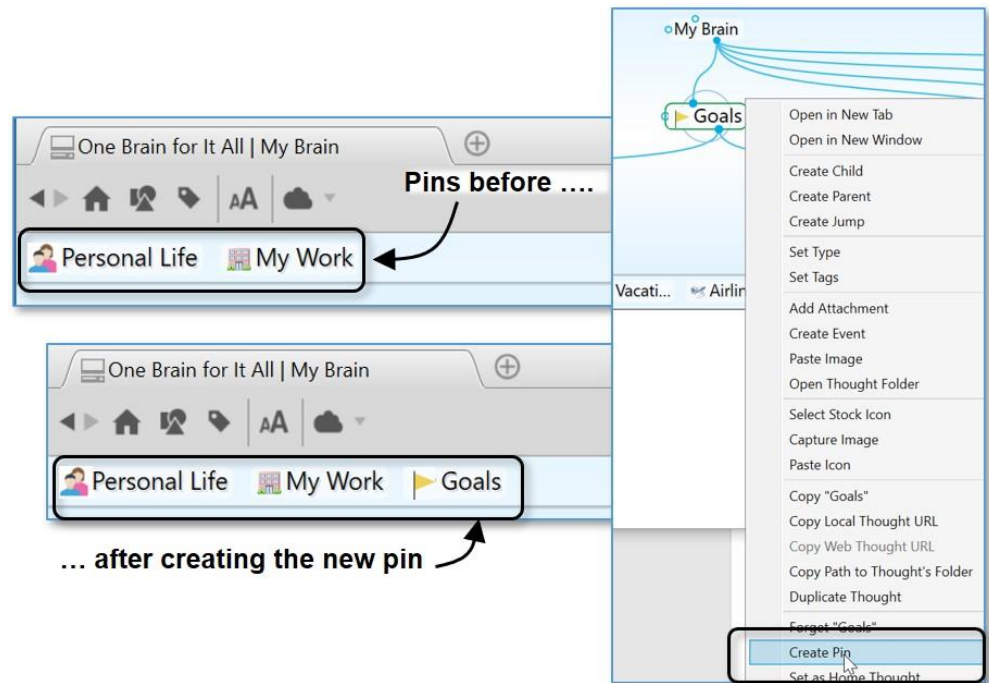 One Brain for It All | My Brain
AA
Pins before ....
Personal Life My Work
One Brain for It All | My Brain
AA
Personal Life My Work Goals
... after creating the new pin
My Brain
Goals
Vacati... Airlin
Open in New Tab
Open in New Window
Create Child
Create Parent
Create Jump
Set Type
Set Tags
Add Attachment
Create Event
Paste Image
Open Thought Folder
Select Stock Icon
Capture Image
Paste Icon
Copy "Goals"
Copy Local Thought URL
Copy Web Thought URL
Copy Path to Thought's Folder
Duplicate Thought
Forget "Goals"
Create Pin
Set as Home Thought